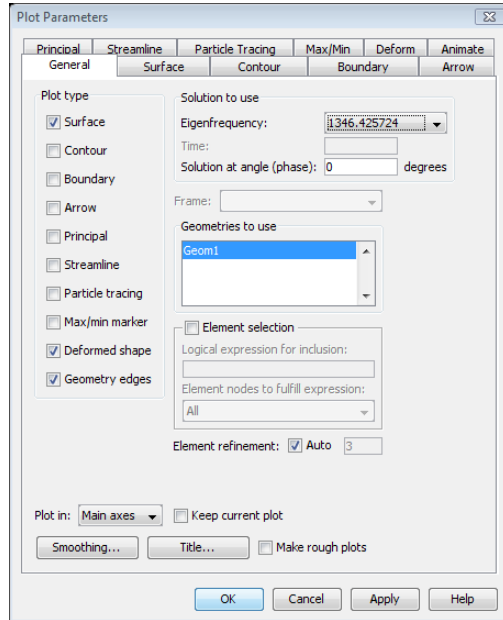 Plot Parameters
Principal Streamline Particle Tracing Max/Min Deform Animate
General Surface Contour Boundary Arrow
Plot type
Surface
Contour
Boundary
Arrow
Principal
Streamline
Particle tracing
Max/min marker
Deformed shape
Geometry edges
Solution to use
Eigenfrequency: 1346.425724
Time:
Solution at angle (phase): 0 degrees
Frame:
Geometries to use
Geom1
Element selection
Logical expression for inclusion:
Element nodes to fulfill expression:
All
Element refinement: Auto 3
Plot in: Main axes Keep current plot
Smoothing... Title... Make rough plots
OK Cancel Apply Help